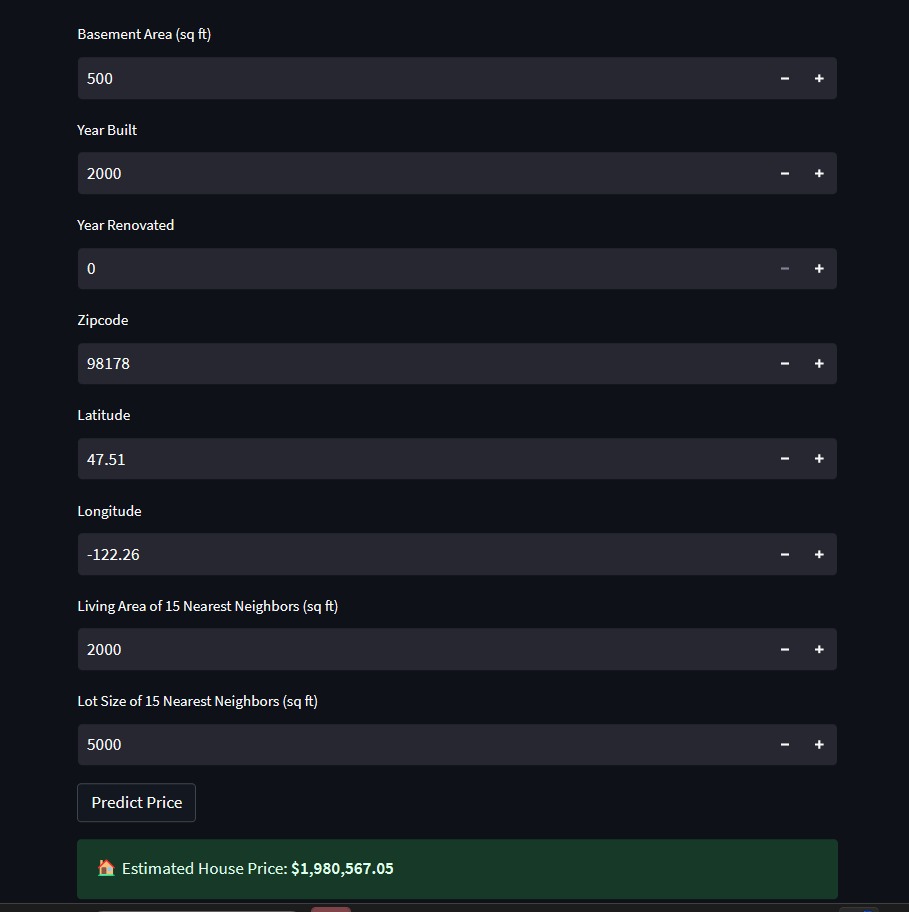 Basement Area (sq ft)
500
Year Built
2000
Year Renovated
0
Zipcode
98178
Latitude
47.51
Longitude
-122.26
Living Area of 15 Nearest Neighbors (sq ft)
2000
Lot Size of 15 Nearest Neighbors (sq ft)
5000
Predict Price
Estimated House Price: $1,980,567.05